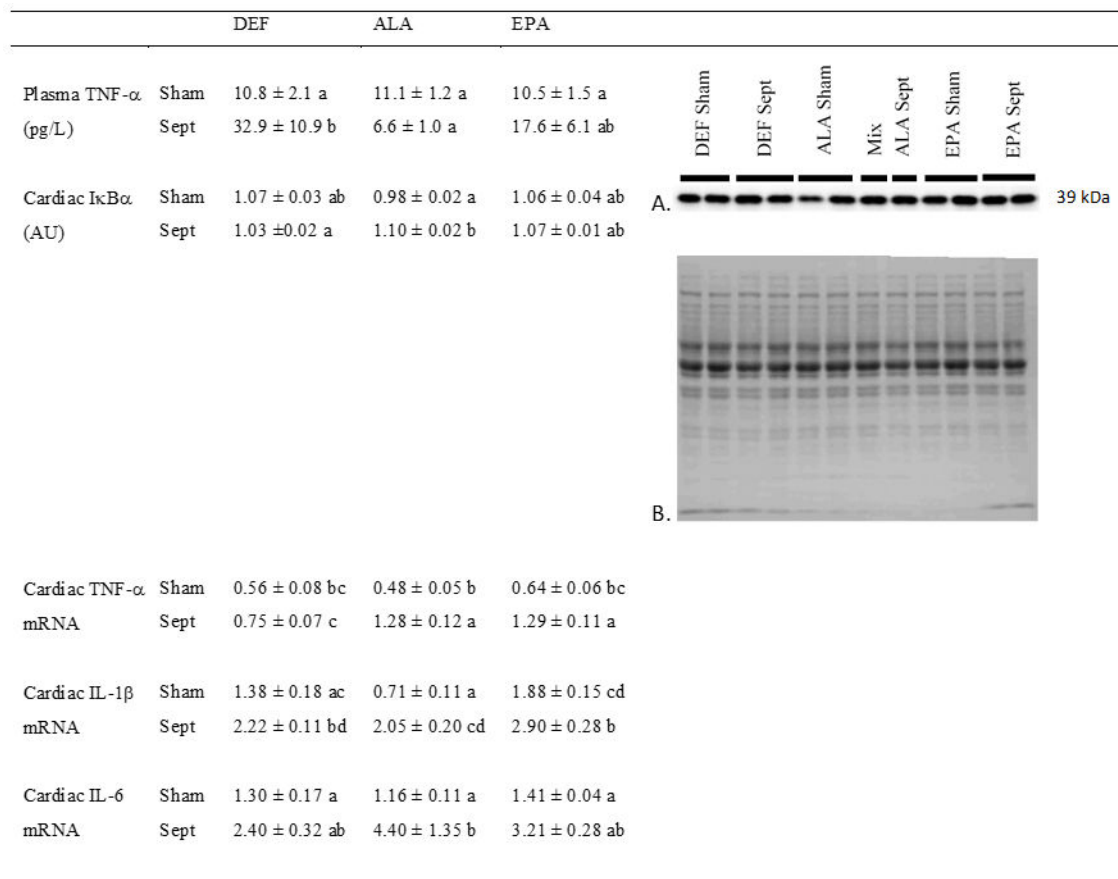 DEF ALA EPA
Plasma TNF-α Sham 10.8 ± 2.1 a 11.1 ± 1.2 a 10.5 ± 1.5 a
(pg/L) Sept 32.9 ± 10.9 b 6.6 ± 1.0 a 17.6 ± 6.1 ab
Cardiac IκBα Sham 1.07 ± 0.03 ab 0.98 ± 0.02 a 1.06 ± 0.04 ab
(AU) Sept 1.03 ±0.02 a 1.10 ± 0.02 b 1.07 ± 0.01 ab
DEF Sham
DEF Sept
ALA Sham
Mix
ALA Sept
EPA Sham
EPA Sept
A. 39 kDa
B.
Cardiac TNF-α Sham 0.56 ± 0.08 bc 0.48 ± 0.05 b 0.64 ± 0.06 bc
mRNA Sept 0.75 ± 0.07 c 1.28 ± 0.12 a 1.29 ± 0.11 a
Cardiac IL-1β Sham 1.38 ± 0.18 ac 0.71 ± 0.11 a 1.88 ± 0.15 cd
mRNA Sept 2.22 ± 0.11 bd 2.05 ± 0.20 cd 2.90 ± 0.28 b
Cardiac IL-6 Sham 1.30 ± 0.17 a 1.16 ± 0.11 a 1.41 ± 0.04 a
mRNA Sept 2.40 ± 0.32 ab 4.40 ± 1.35 b 3.21 ± 0.28 ab